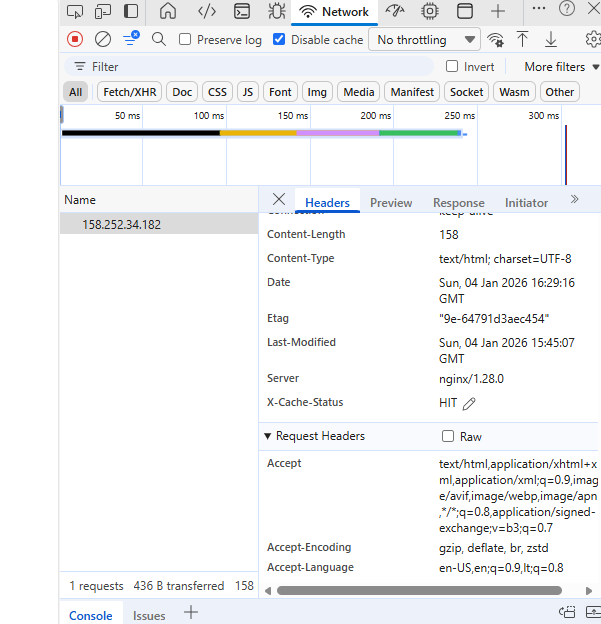 Network
Preserve log
Disable cache
No throttling
Filter
Invert
More filters
All
Fetch/XHR
Doc
CSS
JS
Font
Img
Media
Manifest
Socket
Wasm
Other
50 ms
100 ms
150 ms
200 ms
250 ms
300 ms
Name
Headers
Preview
Response
Initiator
158.252.34.182
keep-alive
Content-Length
158
Content-Type
text/html; charset=UTF-8
Date
Sun, 04 Jan 2026 16:29:16
GMT
Etag
"9e-64791d3aec454"
Last-Modified
Sun, 04 Jan 2026 15:45:07
GMT
Server
nginx/1.28.0
X-Cache-Status
HIT
Request Headers
Raw
Accept
text/html,application/xhtml+x
ml,application/xml;q=0.9,imag
e/avif,image/webp,image/apn
,*/*;q=0.8,application/signed-
exchange;v=b3;q=0.7
Accept-Encoding
gzip, deflate, br, zstd
Accept-Language
en-US,en;q=0.9,lt;q=0.8
1 requests
436 B transferred
158
Console
Issues